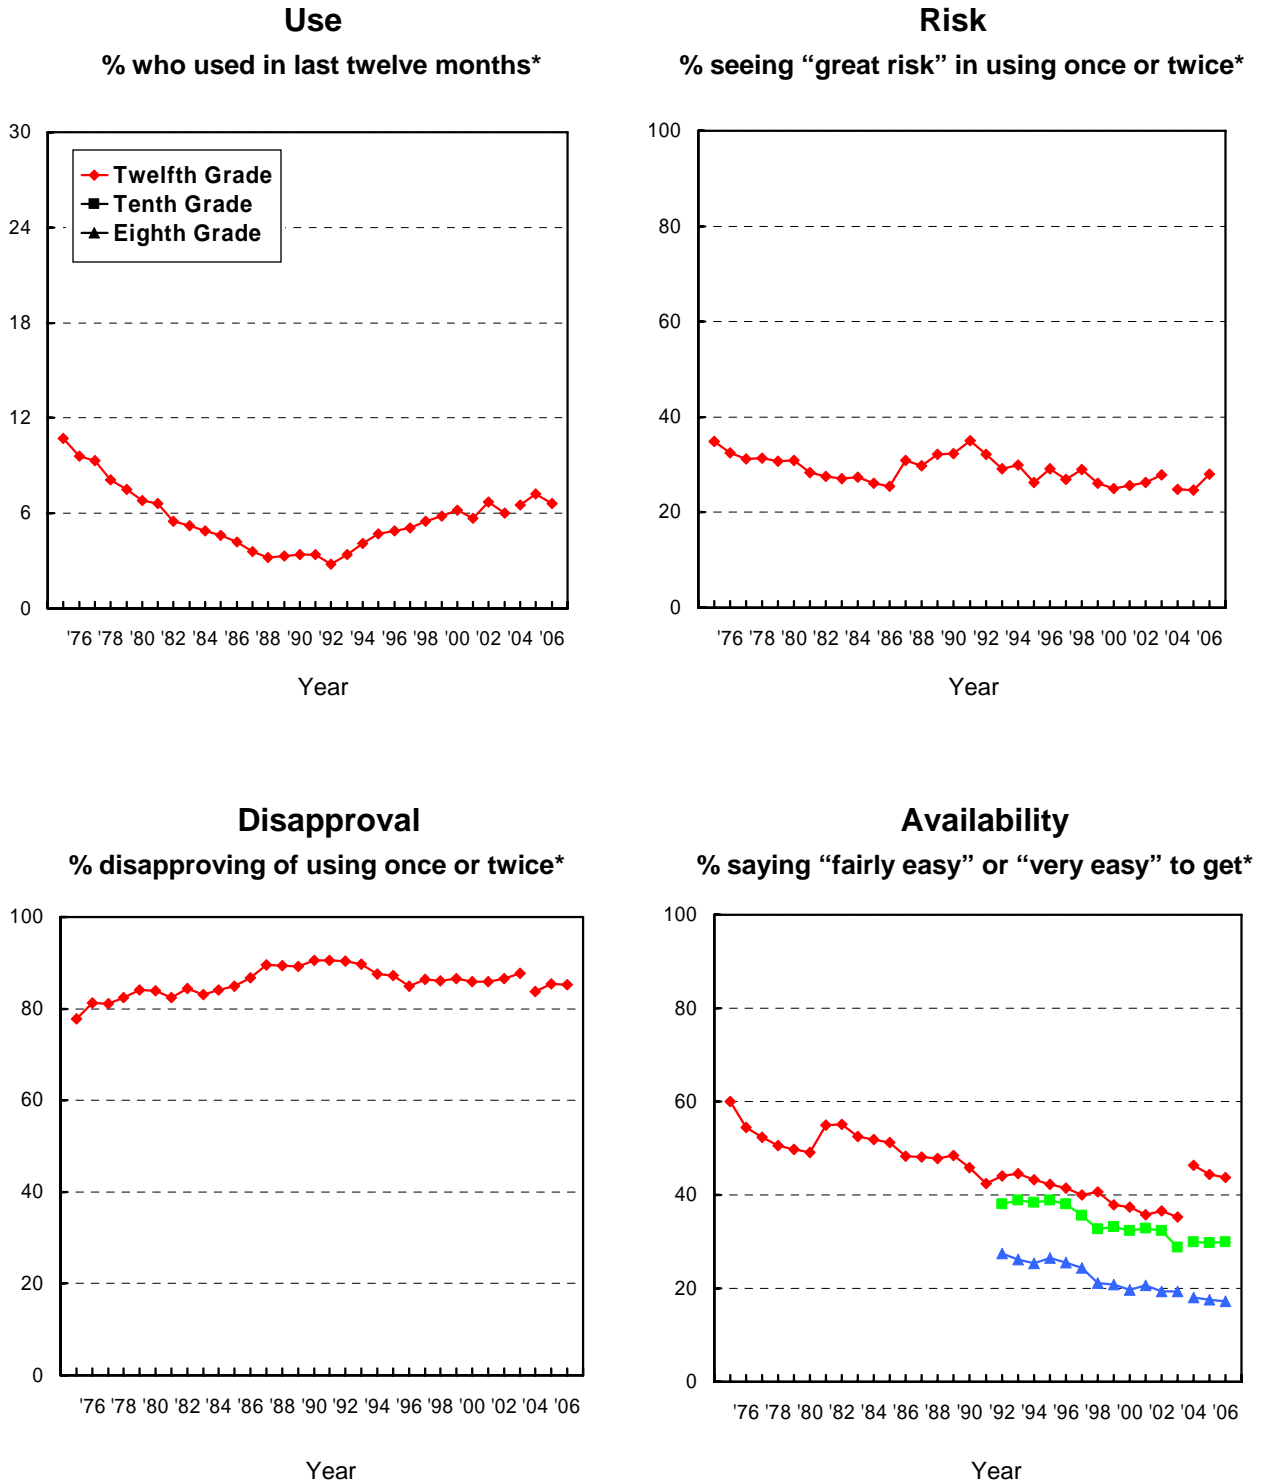 Use
% who used in last twelve months*
30
24
18
12
6
0
Twelfth Grade
Tenth Grade
Eighth Grade
'76 '78 '80 '82 '84 '86 '88 '90 '92 '94 '96 '98 '00 '02 '04 '06
Year
Risk
% seeing “great risk” in using once or twice*
100
80
60
40
20
0
'76 '78 '80 '82 '84 '86 '88 '90 '92 '94 '96 '98 '00 '02 '04 '06
Year
Disapproval
% disapproving of using once or twice*
100
80
60
40
20
0
'76 '78 '80 '82 '84 '86 '88 '90 '92 '94 '96 '98 '00 '02 '04 '06
Year
Availability
% saying “fairly easy” or “very easy” to get*
100
80
60
40
20
0
'76 '78 '80 '82 '84 '86 '88 '90 '92 '94 '96 '98 '00 '02 '04 '06
Year